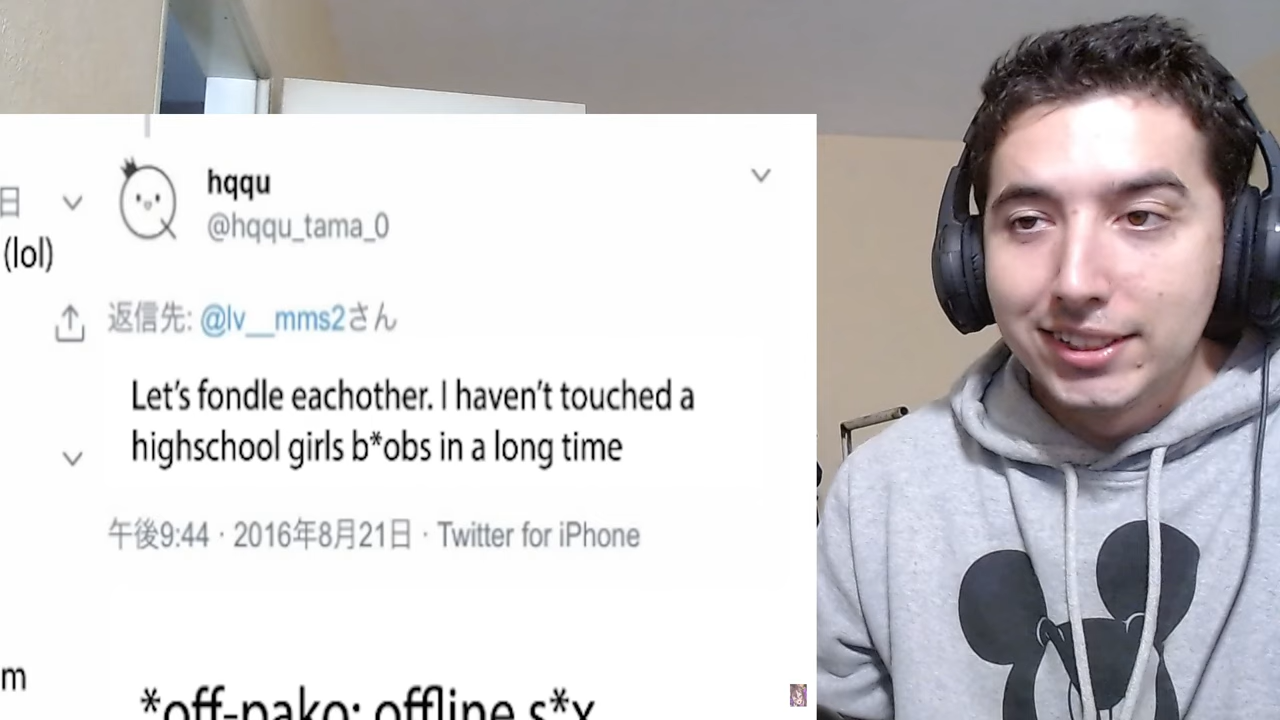 日
(lol)
hqqu
@hqqu_tama_0
返信先: @lv__mms2さん
Let's fondle eachother. I haven't touched a
highschool girls b*obs in a long time
午後9:44 · 2016年8月21日 · Twitter for iPhone
m
*off-pako: offline s*x